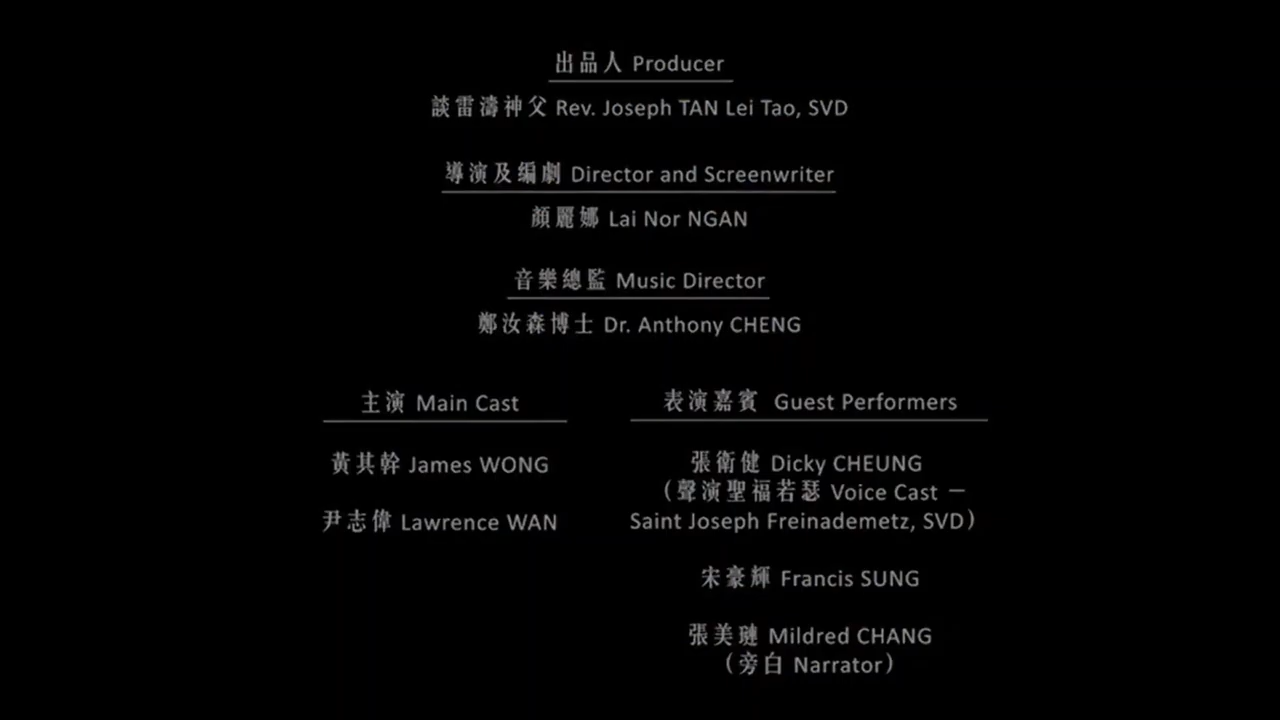 出品人 Producer
談雷濤神父 Rev. Joseph TAN Lei Tao, SVD
導演及編劇 Director and Screenwriter
顏麗娜 Lai Nor NGAN
音樂總監 Music Director
鄭汝森博士 Dr. Anthony CHENG
主演 Main Cast
黃其幹 James WONG
尹志偉 Lawrence WAN
表演嘉賓 Guest Performers
張衛健 Dicky CHEUNG
（聲演聖福若瑟 Voice Cast －
Saint Joseph Freinademetz, SVD）
宋豪輝 Francis SUNG
張美璉 Mildred CHANG
（旁白 Narrator）